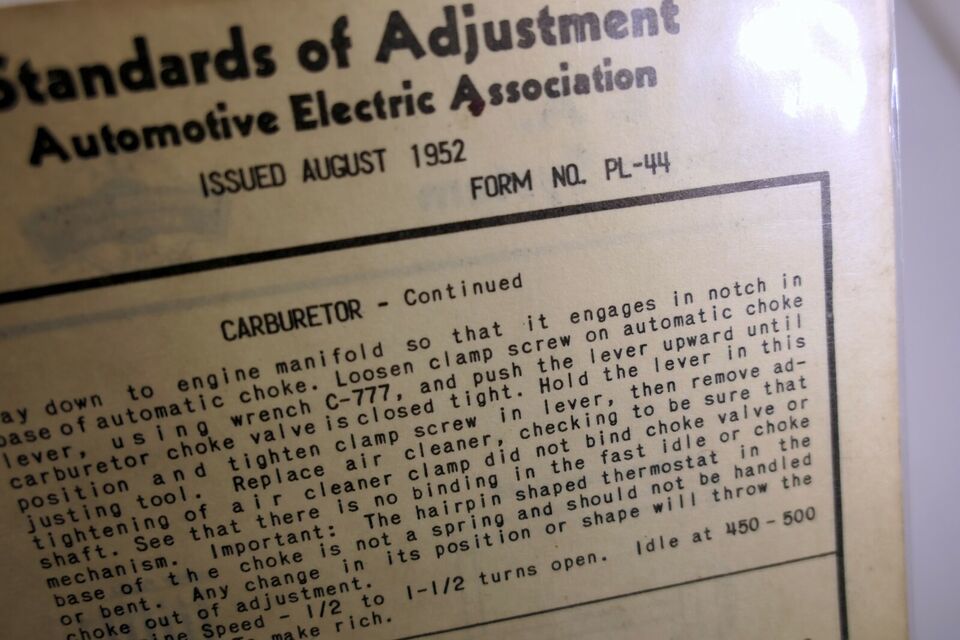 Standards of Adjustment
Automotive Electric Association
ISSUED AUGUST 1952
FORM NO. PL-44
CARBURETOR - Continued
ay down to engine manifold so that it engages in notch in
base of automatic choke. Loosen clamp screw on automatic choke
lever, using wrench C-777, and push the lever upward until
carburetor choke valve is closed tight. Hold the lever in this
position and tighten clamp screw in lever, then remove ad-
justing tool. Replace air cleaner, checking to be sure that
tightening of air cleaner clamp did not bind choke valve or
shaft. See that there is no binding in the fast idle or choke
mechanism. Important: The hairpin shaped thermostat in the
base of the choke is not a spring and should not be handled
or bent. Any change in its position or shape will throw the
choke out of adjustment.
Speed - 1/2 to 1-1/2 turns open. Idle at 450-500
To make rich.